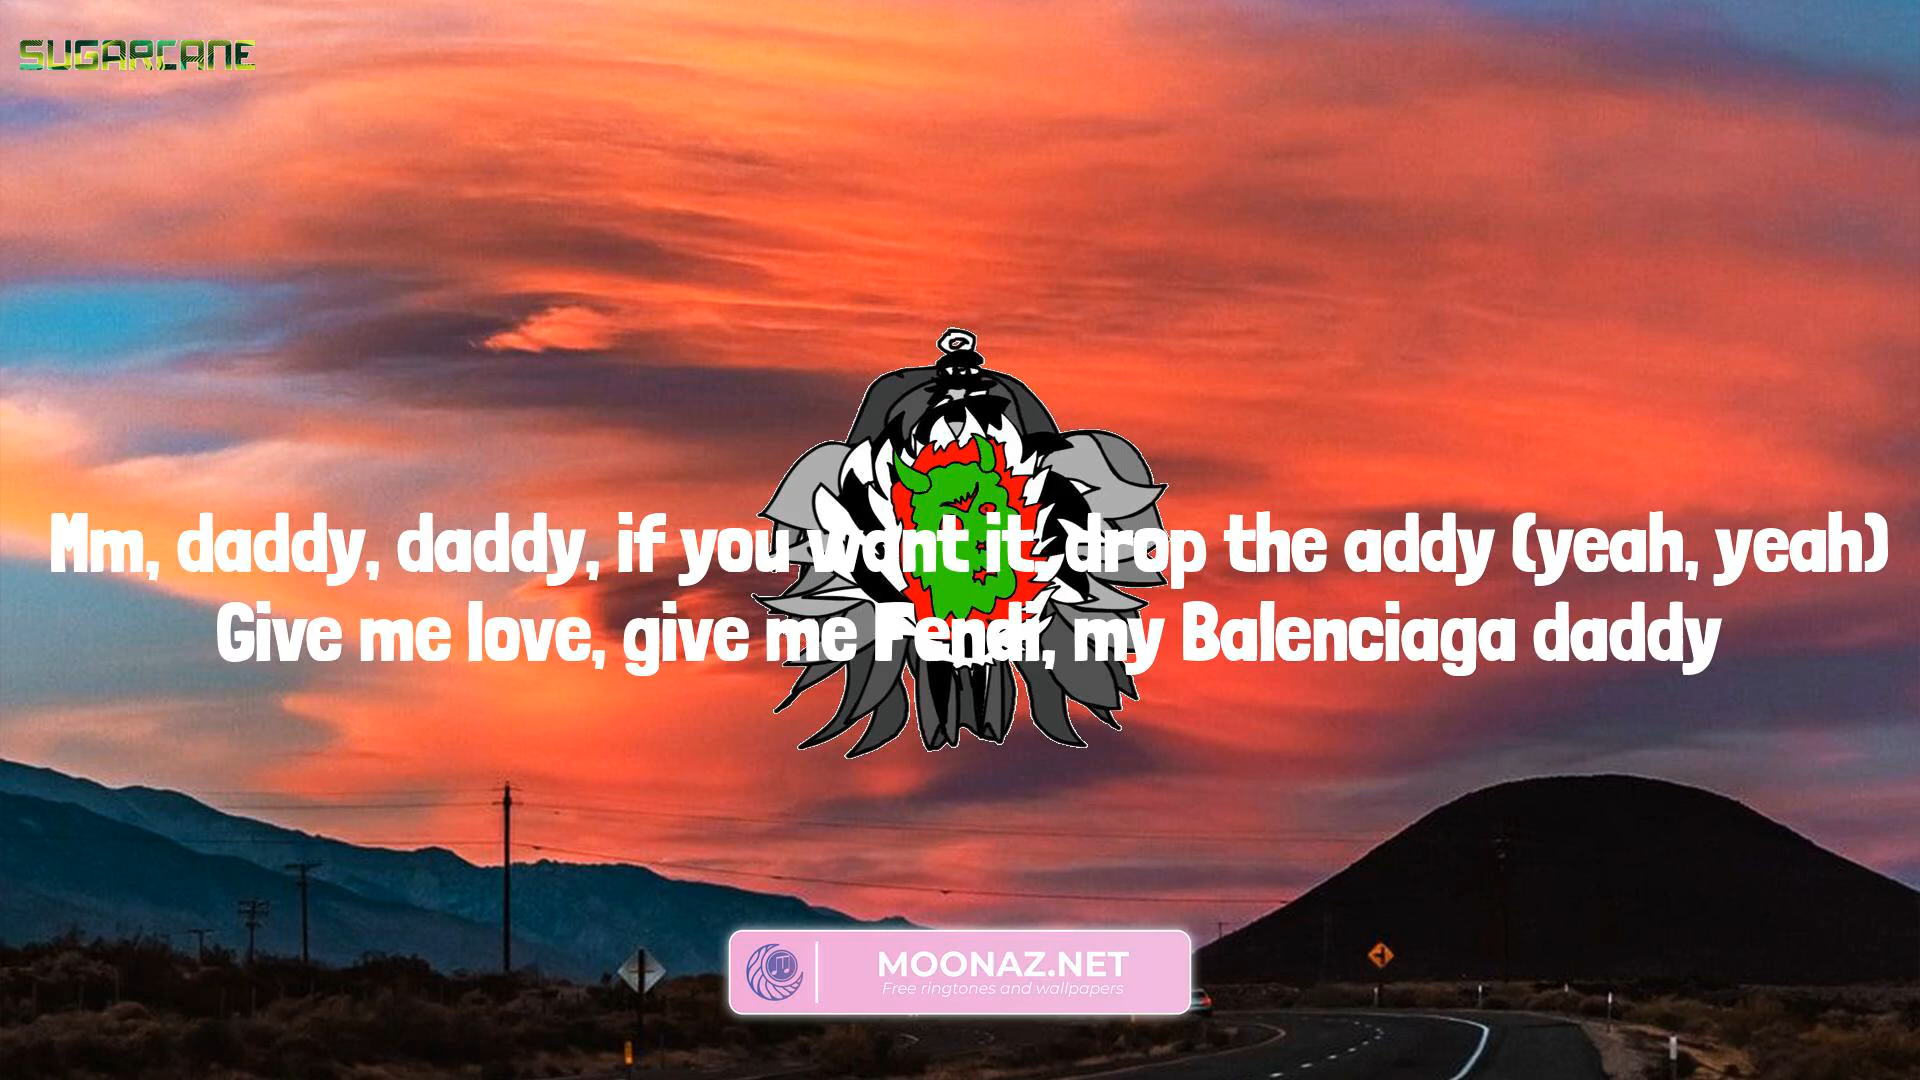 SUGARCANE
Mm, daddy, daddy, if you want it, drop the addy (yeah, yeah)
Give me love, give me Fendi, my Balenciaga daddy
MOONAZ.NET
Free ringtones and wallpapers